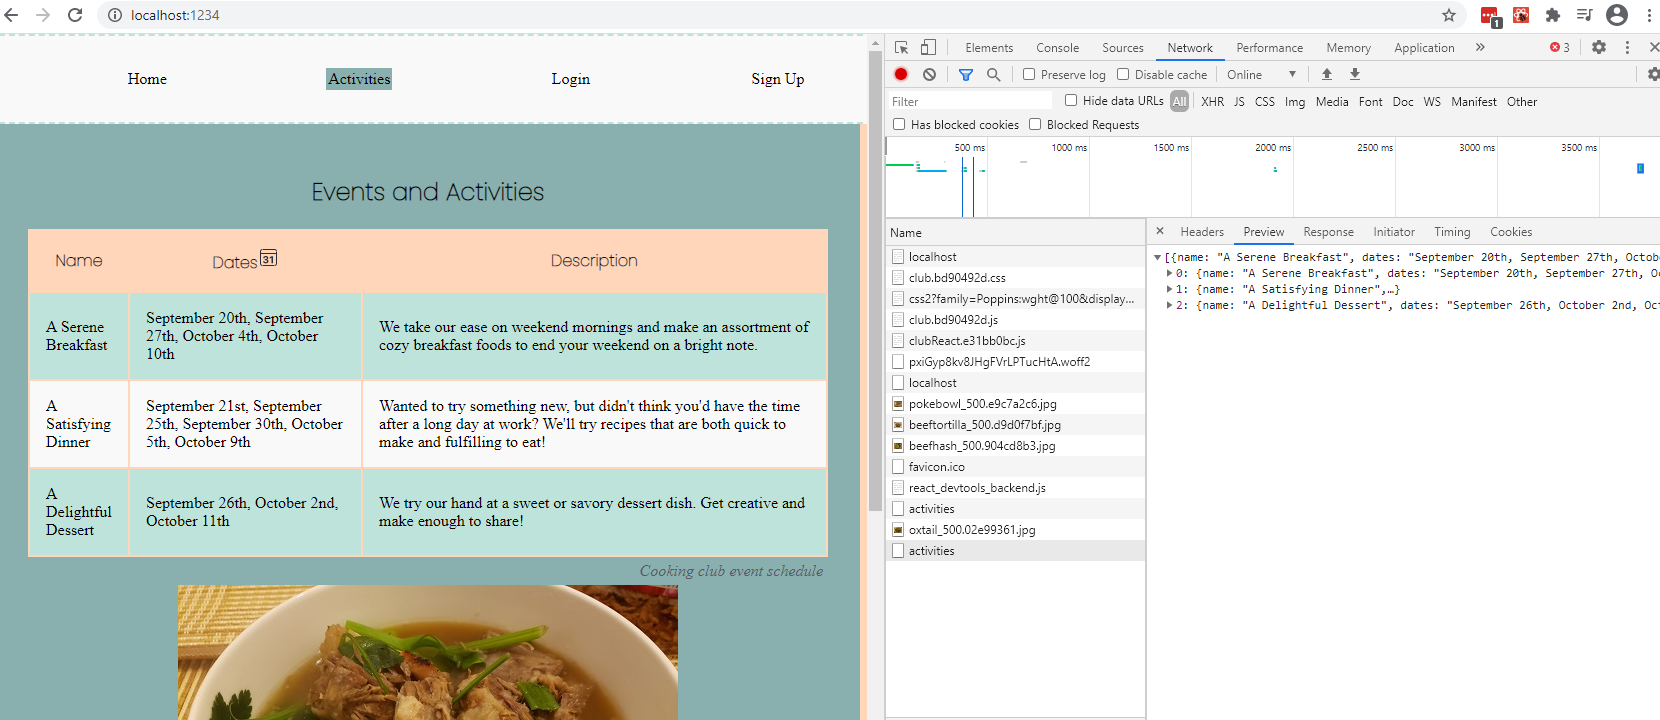 localhost:1234
1
Home
Activities
Login
Sign Up
Events and Activities
Name
Dates
31
Description
A Serene
Breakfast
September 20th, September
27th, October 4th, October
10th
We take our ease on weekend mornings and make an assortment of
cozy breakfast foods to end your weekend on a bright note.
A
Satisfying
Dinner
September 21st, September
25th, September 30th, October
5th, October 9th
Wanted to try something new, but didn't think you'd have the time
after a long day at work? We'll try recipes that are both quick to
make and fulfilling to eat!
A
Delightful
Dessert
September 26th, October 2nd,
October 11th
We try our hand at a sweet or savory dessert dish. Get creative and
make enough to share!
Cooking club event schedule
Elements Console Sources Network Performance Memory Application » 3
Preserve log Disable cache Online
Filter Hide data URLs All XHR JS CSS Img Media Font Doc WS Manifest Other
Has blocked cookies Blocked Requests
500 ms 1000 ms 1500 ms 2000 ms 2500 ms 3000 ms 3500 ms
Name
localhost
club.bd90492d.css
css2?family=Poppins:wght@100&display...
club.bd90492d.js
clubReact.e31bb0bc.js
pxiGyp8kv8JHgFVrLPTucHtA.woff2
localhost
pokebowl_500.e9c7a2c6.jpg
beeftortilla_500.d9d0f7bf.jpg
beefhash_500.904cd8b3.jpg
favicon.ico
react_devtools_backend.js
activities
oxtail_500.02e99361.jpg
activities
Headers Preview Response Initiator Timing Cookies
[{name: "A Serene Breakfast", dates: "September 20th, September 27th, Octob
0: {name: "A Serene Breakfast", dates: "September 20th, September 27th, O
1: {name: "A Satisfying Dinner",…}
2: {name: "A Delightful Dessert", dates: "September 26th, October 2nd, Oc